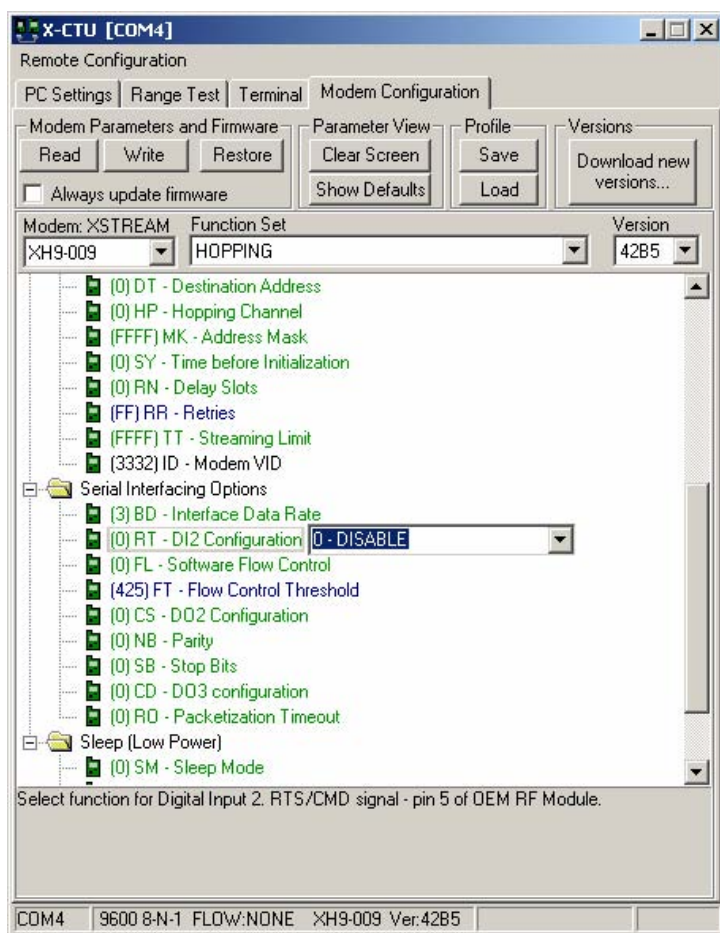 X-CTU [COM4]
Remote Configuration
PC Settings Range Test Terminal Modem Configuration
Modem Parameters and Firmware Parameter View Profile Versions
Read Write Restore Clear Screen Save Download new versions...
Always update firmware Show Defaults Load
Modem: XSTREAM Function Set Version
XH9-009 HOPPING 42B5
(0) DT - Destination Address
(0) HP - Hopping Channel
(FFFF) MK - Address Mask
(0) SY - Time before Initialization
(0) RN - Delay Slots
(FF) RR - Retries
(FFFF) TT - Streaming Limit
(3332) ID - Modem VID
Serial Interfacing Options
(3) BD - Interface Data Rate
(0) RT - DI2 Configuration 0 - DISABLE
(0) FL - Software Flow Control
(425) FT - Flow Control Threshold
(0) CS - DO2 Configuration
(0) NB - Parity
(0) SB - Stop Bits
(0) CD - DO3 configuration
(0) RO - Packetization Timeout
Sleep (Low Power)
(0) SM - Sleep Mode
Select function for Digital Input 2. RTS/CMD signal - pin 5 of OEM RF Module.
COM4 9600 8-N-1 FLOW:NONE XH9-009 Ver:42B5